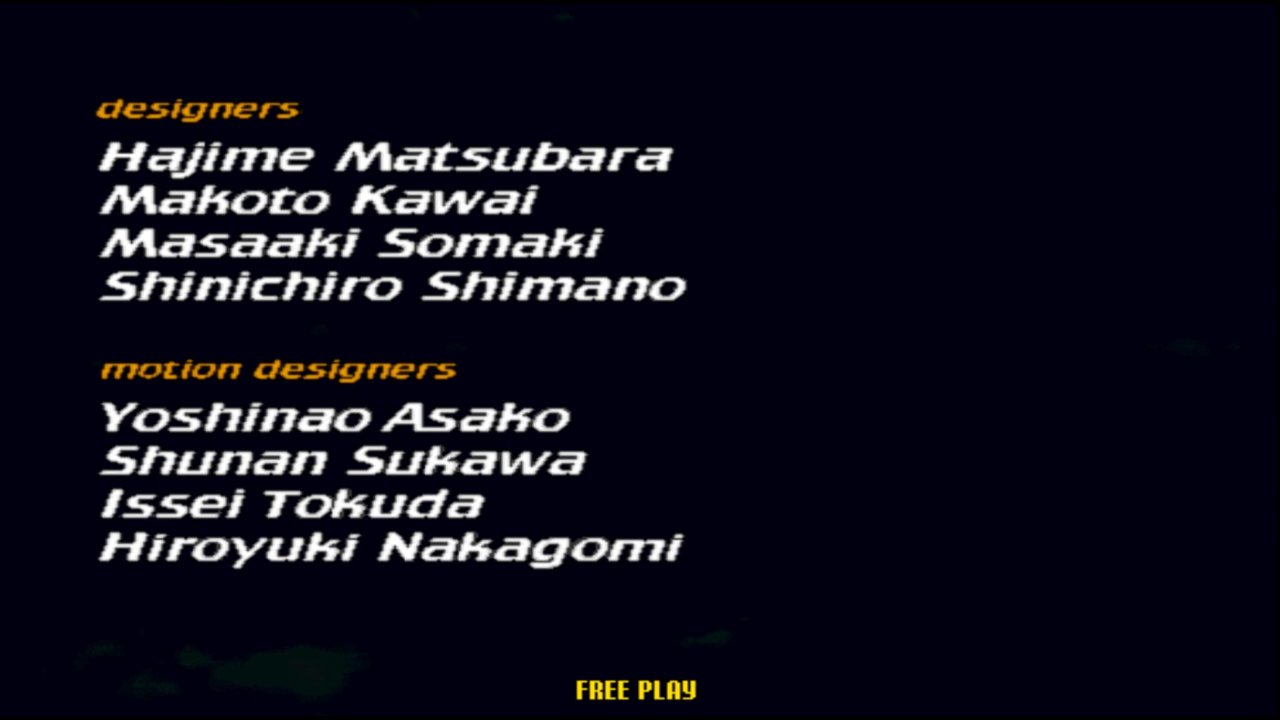 designers
Hajime Matsubara
Makoto Kawai
Masaaki Somaki
Shinichiro Shimano
motion designers
Yoshinao Asako
Shunan Sukawa
Issei Tokuda
Hiroyuki Nakagomi
FREE PLAY